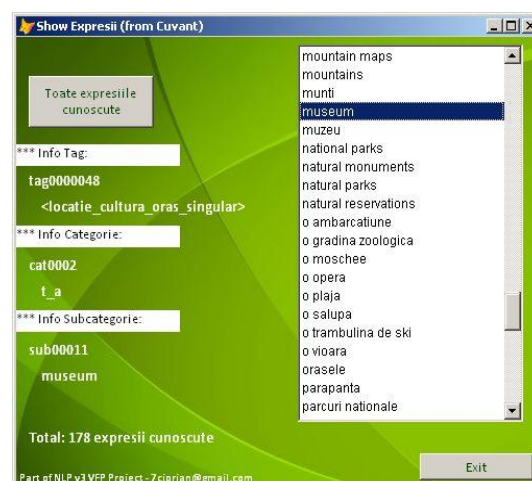 Show Expresii (from Cuvant)
Toate expresiile
cunoscute
*** Info Tag:
tag0000048
<locatie_cultura_oras_singular>
*** Info Categorie:
cat0002
t_a
*** Info Subcategorie:
sub00011
museum
Total: 178 expresii cunoscute
Part of NLP v3 VFP Project - 7ciprian@gmail.com
mountain maps
mountains
munti
museum
muzeu
national parks
natural monuments
natural parks
natural reservations
o ambarcatiune
o gradina zoologica
o moschee
o opera
o plaja
o salupa
o trambulina de ski
o vioara
orasele
parapanta
parcuri nationale
Exit